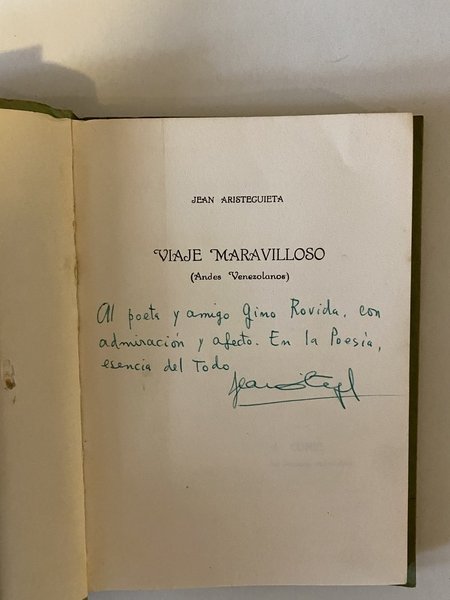 JEAN ARISTEGUIETA
VIAJE MARAVILLOSO
(Andes Venezolanos)
Al poeta y amigo Gino Rovida, con
admiración y afecto. En la Poesía,
esencia del Todo,